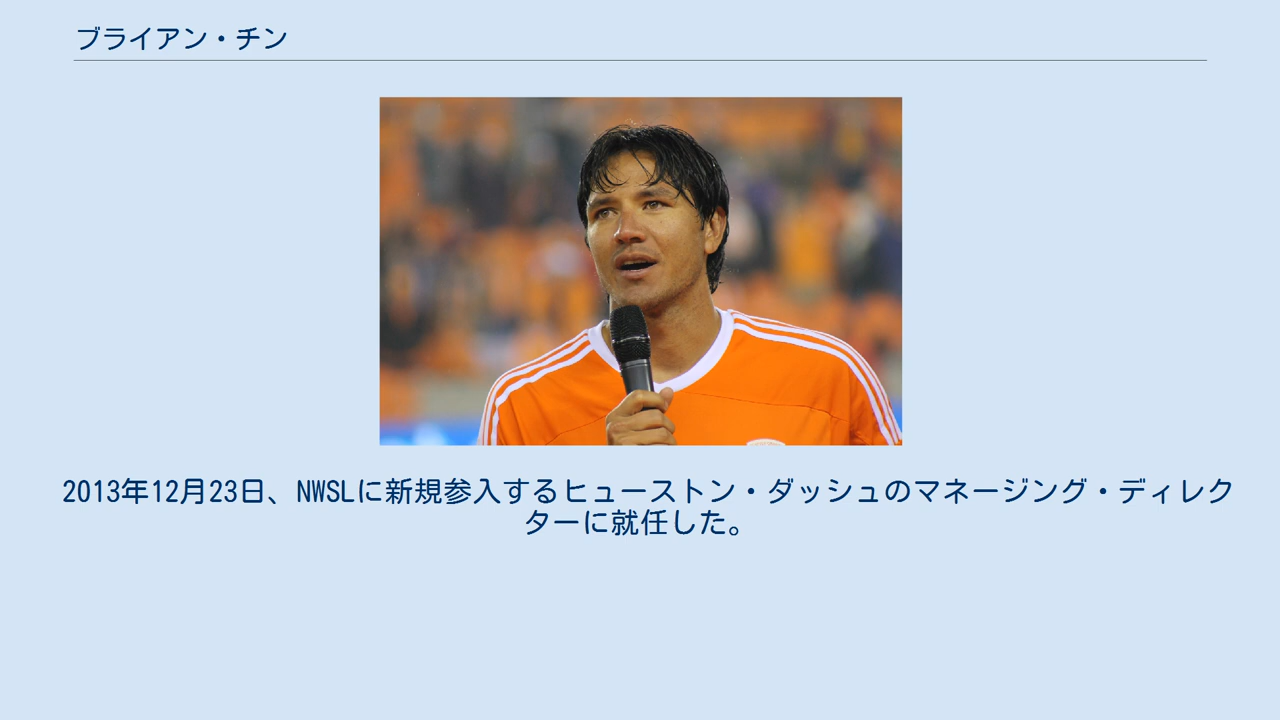 ブライアン・チン
2013年12月23日、NWSLに新規参入するヒューストン・ダッシュのマネージング・ディレク
ターに就任した。